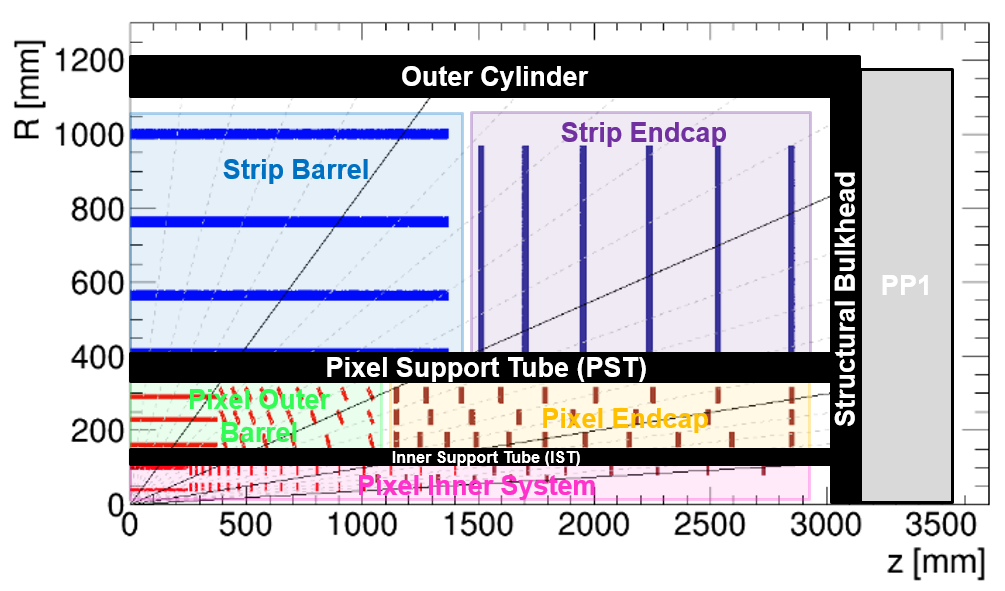 R [mm]
1200
1000
800
600
400
200
0
Outer Cylinder
Strip Barrel
Strip Endcap
Structural Bulkhead
PP1
Pixel Support Tube (PST)
Pixel Outer
Barrel
Pixel Endcap
Inner Support Tube (IST)
Pixel Inner System
0 500 1000 1500 2000 2500 3000 3500
z [mm]